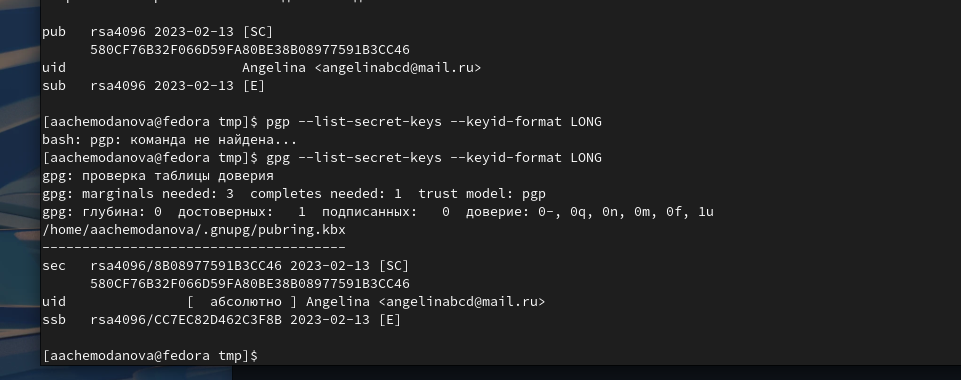 pub   rsa4096 2023-02-13 [SC]
      580CF76B32F066D59FA80BE38B08977591B3CC46
uid                      Angelina <angelinabcd@mail.ru>
sub   rsa4096 2023-02-13 [E]
[aachemodanova@fedora tmp]$ pgp --list-secret-keys --keyid-format LONG
bash: pgp: команда не найдена...
[aachemodanova@fedora tmp]$ gpg --list-secret-keys --keyid-format LONG
gpg: проверка таблицы доверия
gpg: marginals needed: 3  completes needed: 1  trust model: pgp
gpg: глубина: 0  достоверных:   1  подписанных:   0  доверие: 0-, 0q, 0n, 0m, 0f, 1u
/home/aachemodanova/.gnupg/pubring.kbx
--------------------------------------
sec   rsa4096/8B08977591B3CC46 2023-02-13 [SC]
      580CF76B32F066D59FA80BE38B08977591B3CC46
uid               [  абсолютно ] Angelina <angelinabcd@mail.ru>
ssb   rsa4096/CC7EC82D462C3F8B 2023-02-13 [E]
[aachemodanova@fedora tmp]$